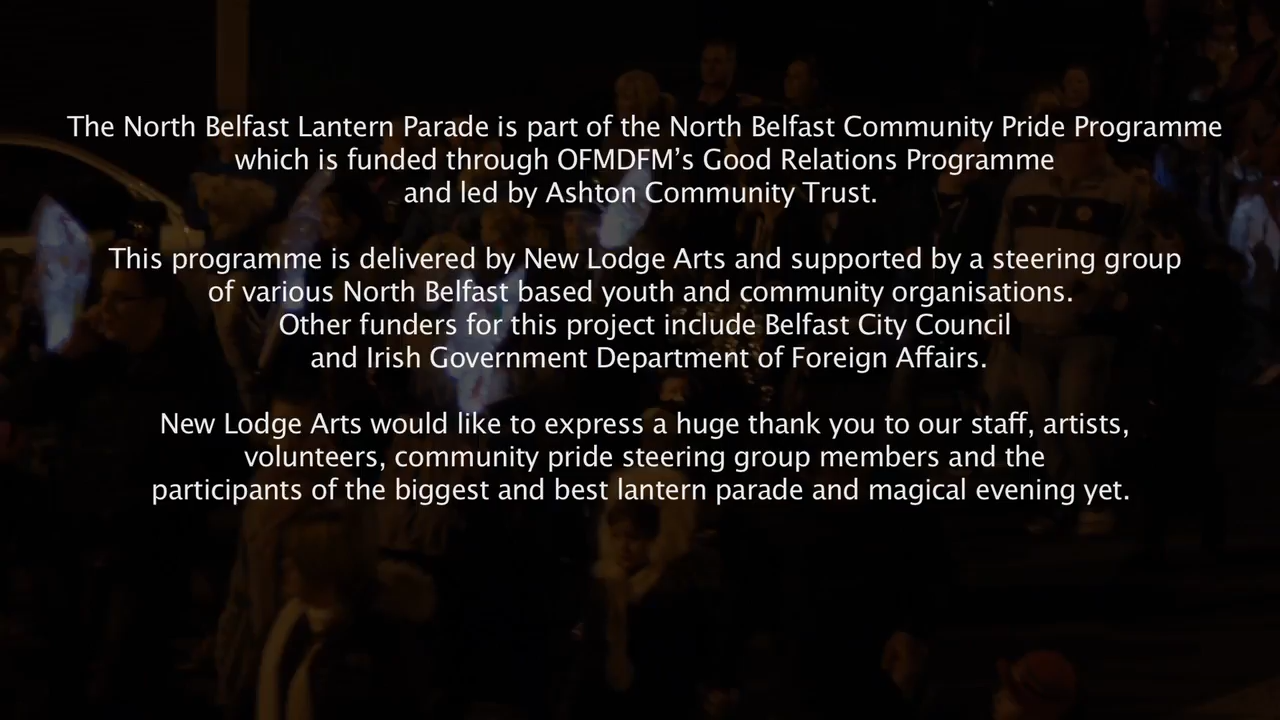 The North Belfast Lantern Parade is part of the North Belfast Community Pride Programme
which is funded through OFMDFM’s Good Relations Programme
and led by Ashton Community Trust.
This programme is delivered by New Lodge Arts and supported by a steering group
of various North Belfast based youth and community organisations.
Other funders for this project include Belfast City Council
and Irish Government Department of Foreign Affairs.
New Lodge Arts would like to express a huge thank you to our staff, artists,
volunteers, community pride steering group members and the
participants of the biggest and best lantern parade and magical evening yet.